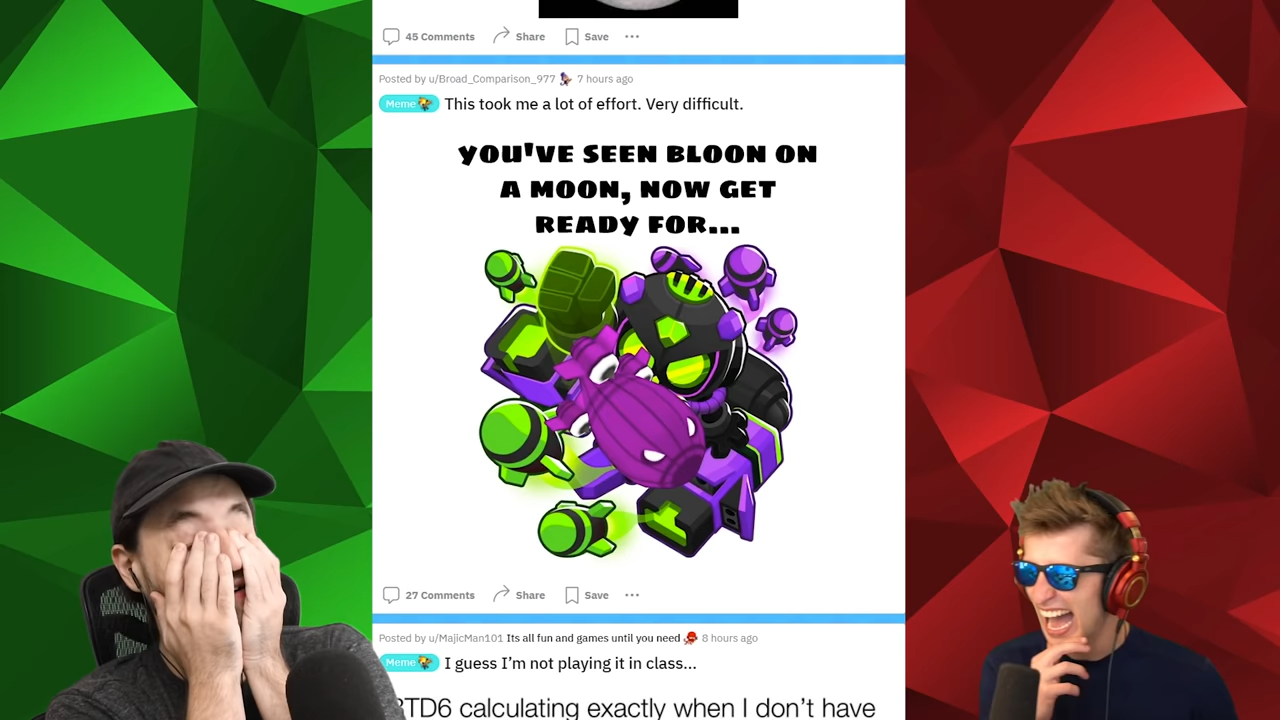 45 Comments Share Save
Posted by u/Broad_Comparison_977 7 hours ago
Meme This took me a lot of effort. Very difficult.
YOU'VE SEEN BLOON ON
A MOON, NOW GET
READY FOR...
27 Comments Share Save
Posted by u/MajicMan101 Its all fun and games until you need 8 hours ago
Meme I guess I’m not playing it in class...
BTD6 calculating exactly when I don’t have